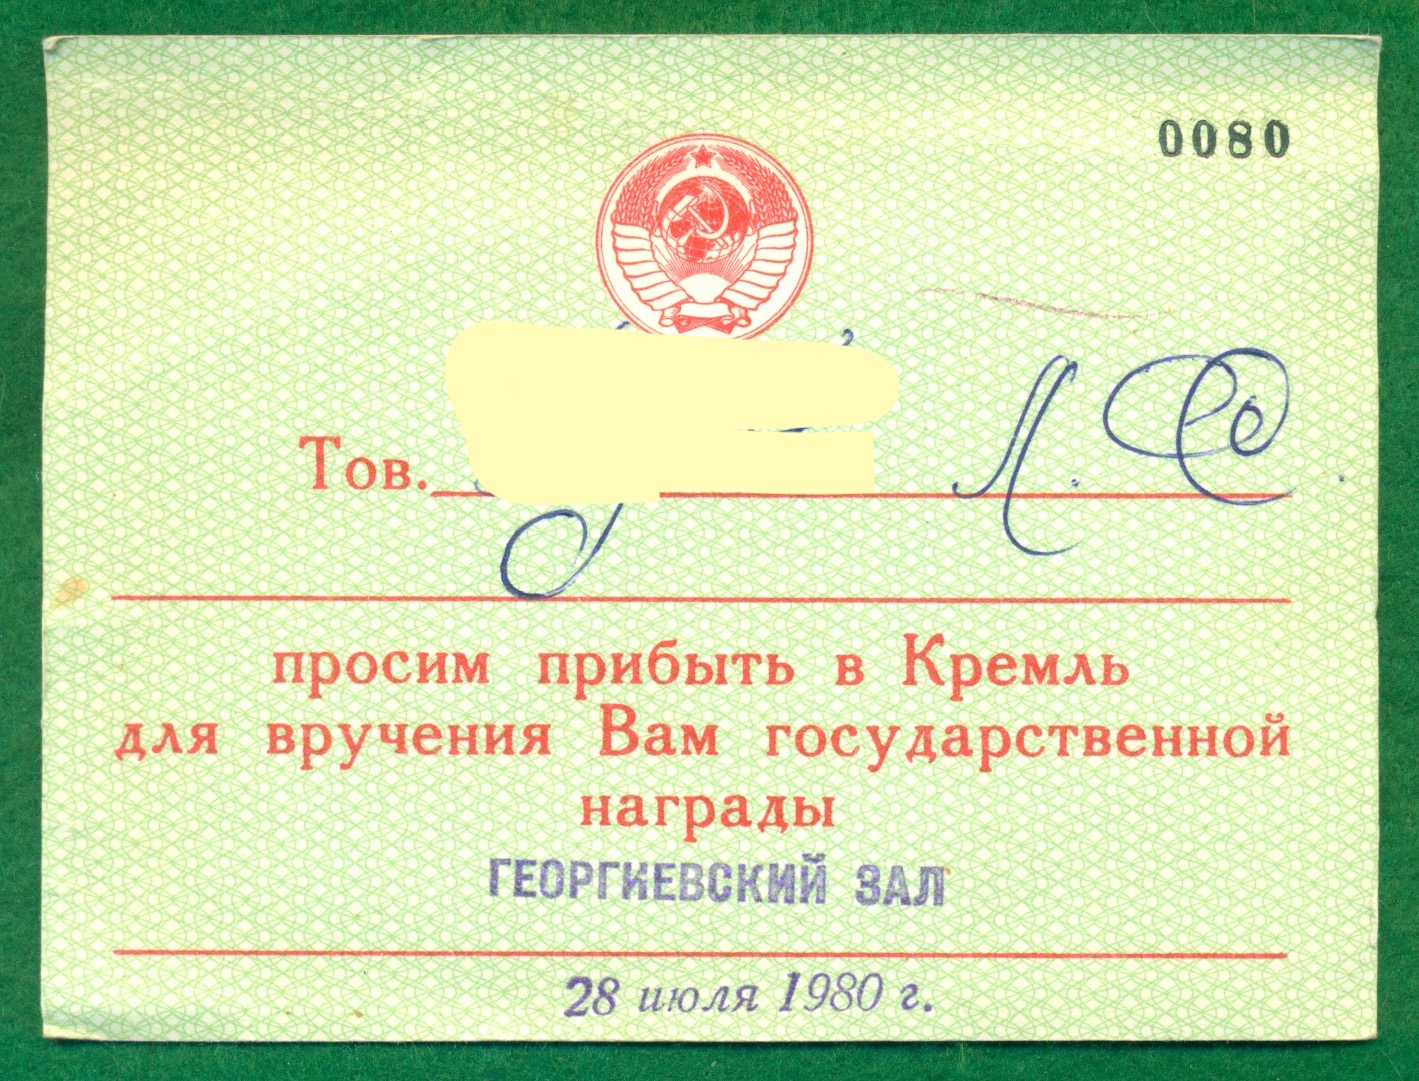 0080
Тов. Л. Ф.
просим прибыть в Кремль
для вручения Вам государственной
награды
ГЕОРГИЕВСКИЙ ЗАЛ
28 июля 1980 г.